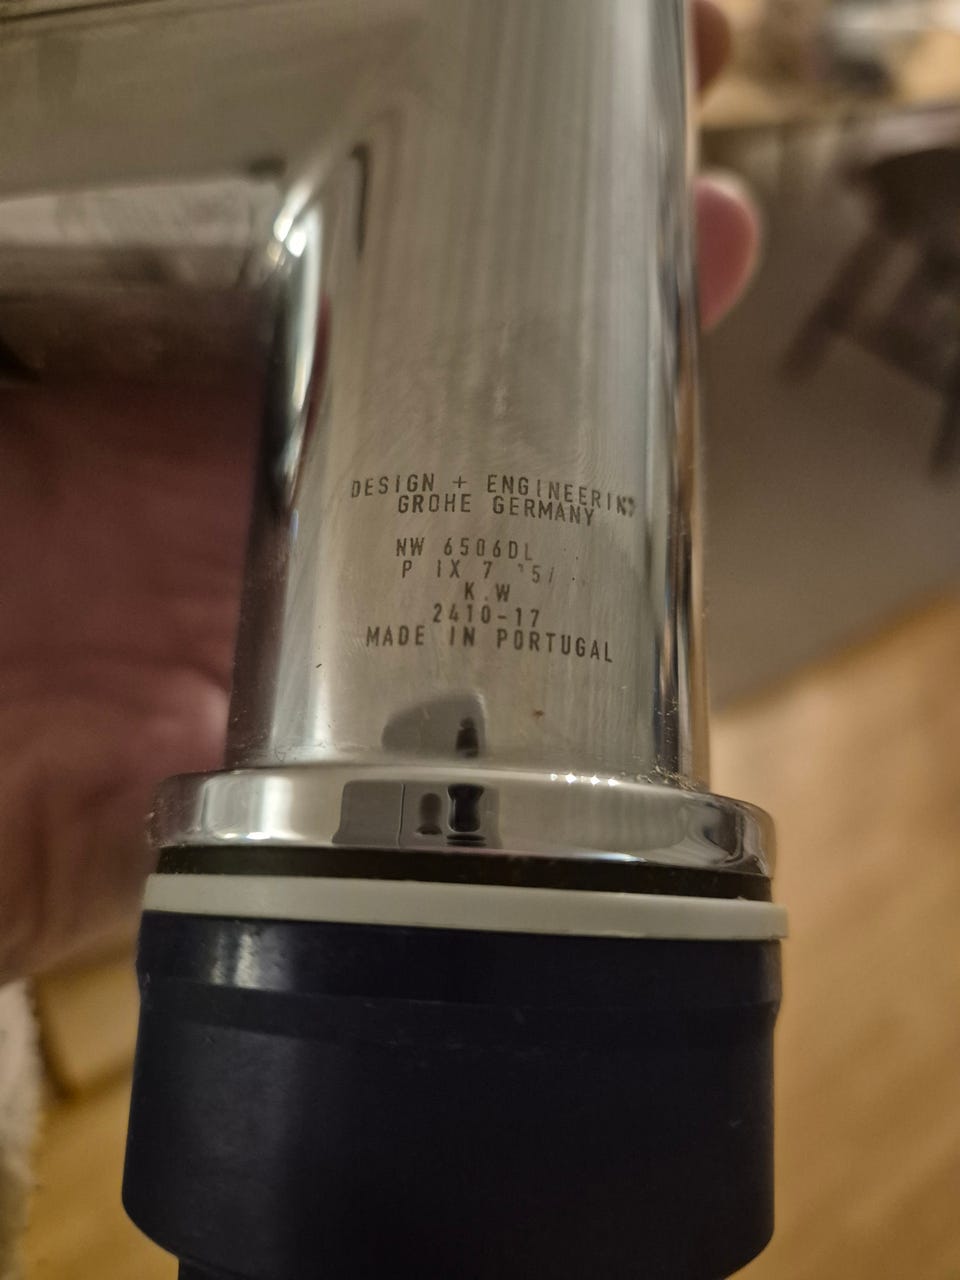 DESIGN + ENGINEERING
GROHE GERMANY
NW 6506DL
P IX 7
K.W
2410-17
MADE IN PORTUGAL